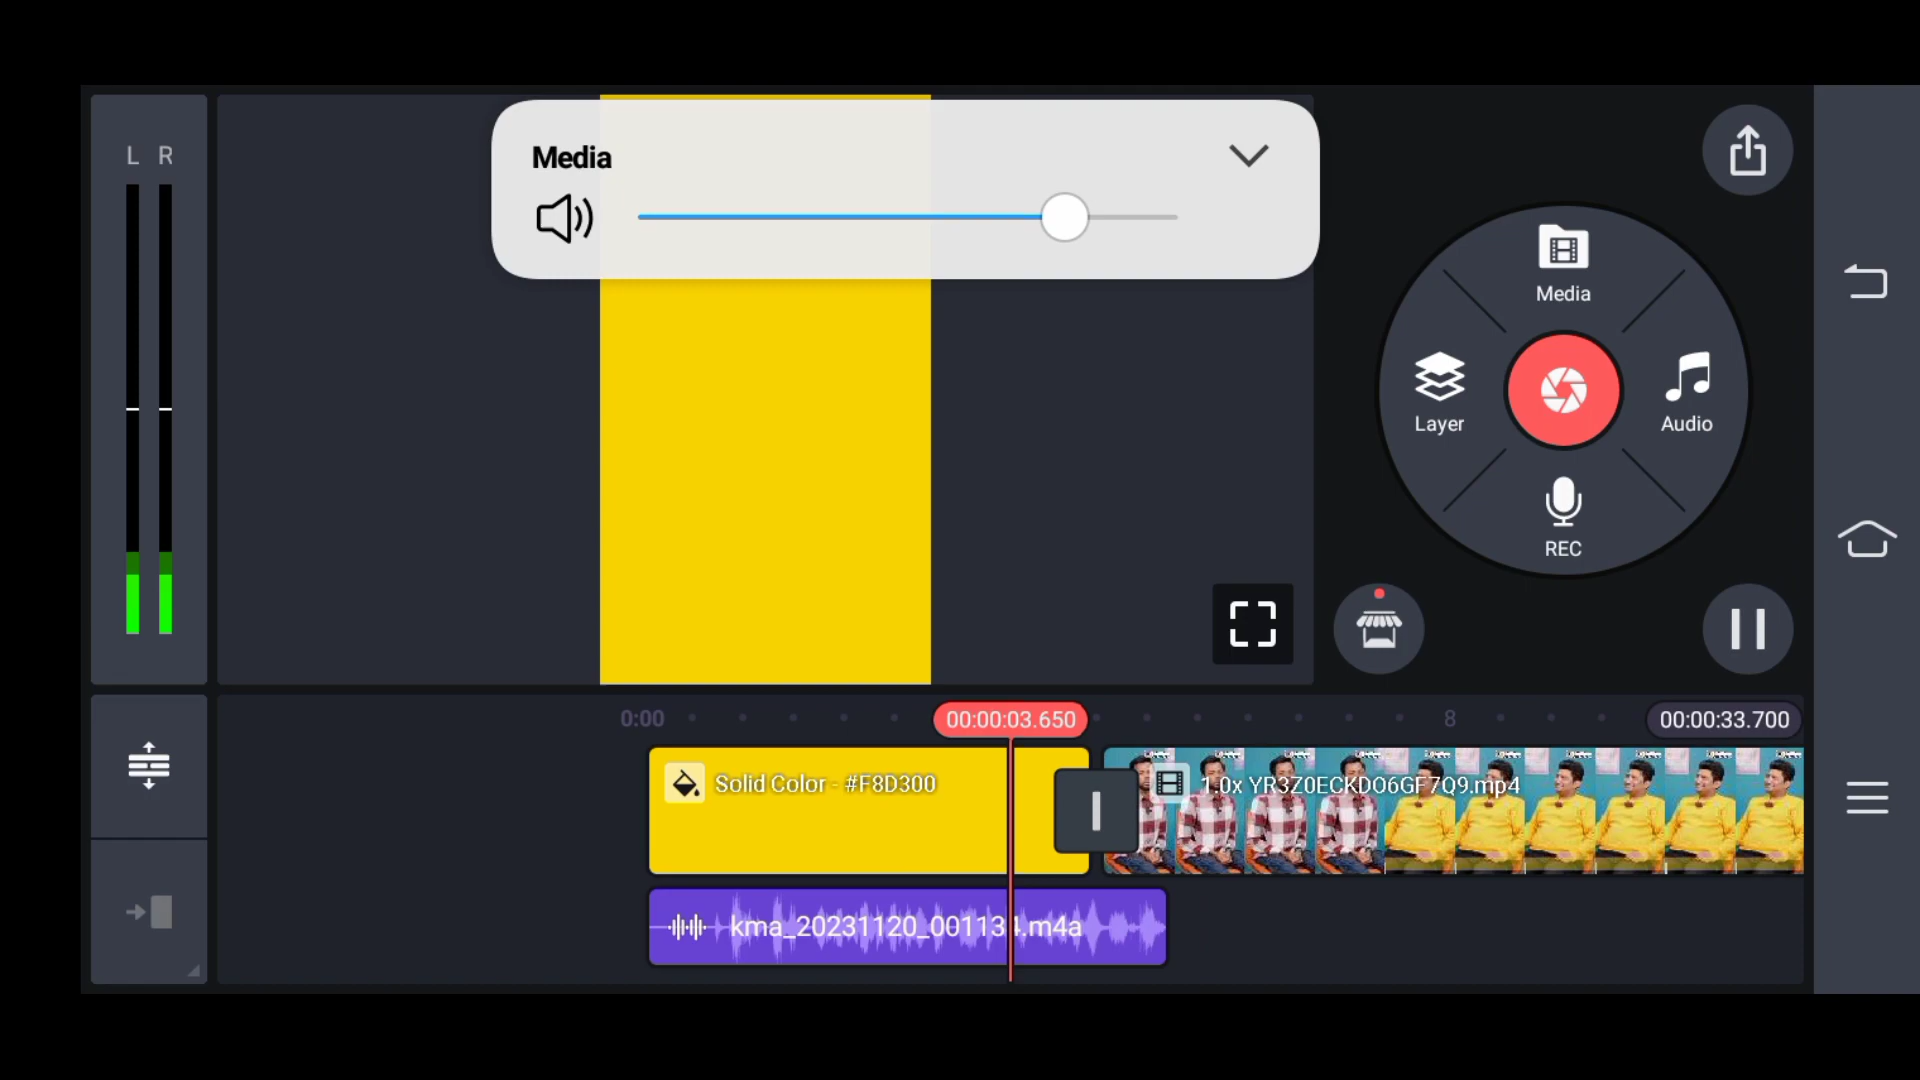 L R
Media
Media
Layer
Audio
REC
0:00
00:00:03.650
8
00:00:33.700
Solid Color - #F8D300
1.0x YR3Z0ECKDO6GF7Q9.mp4
kma_20231120_001134.m4a